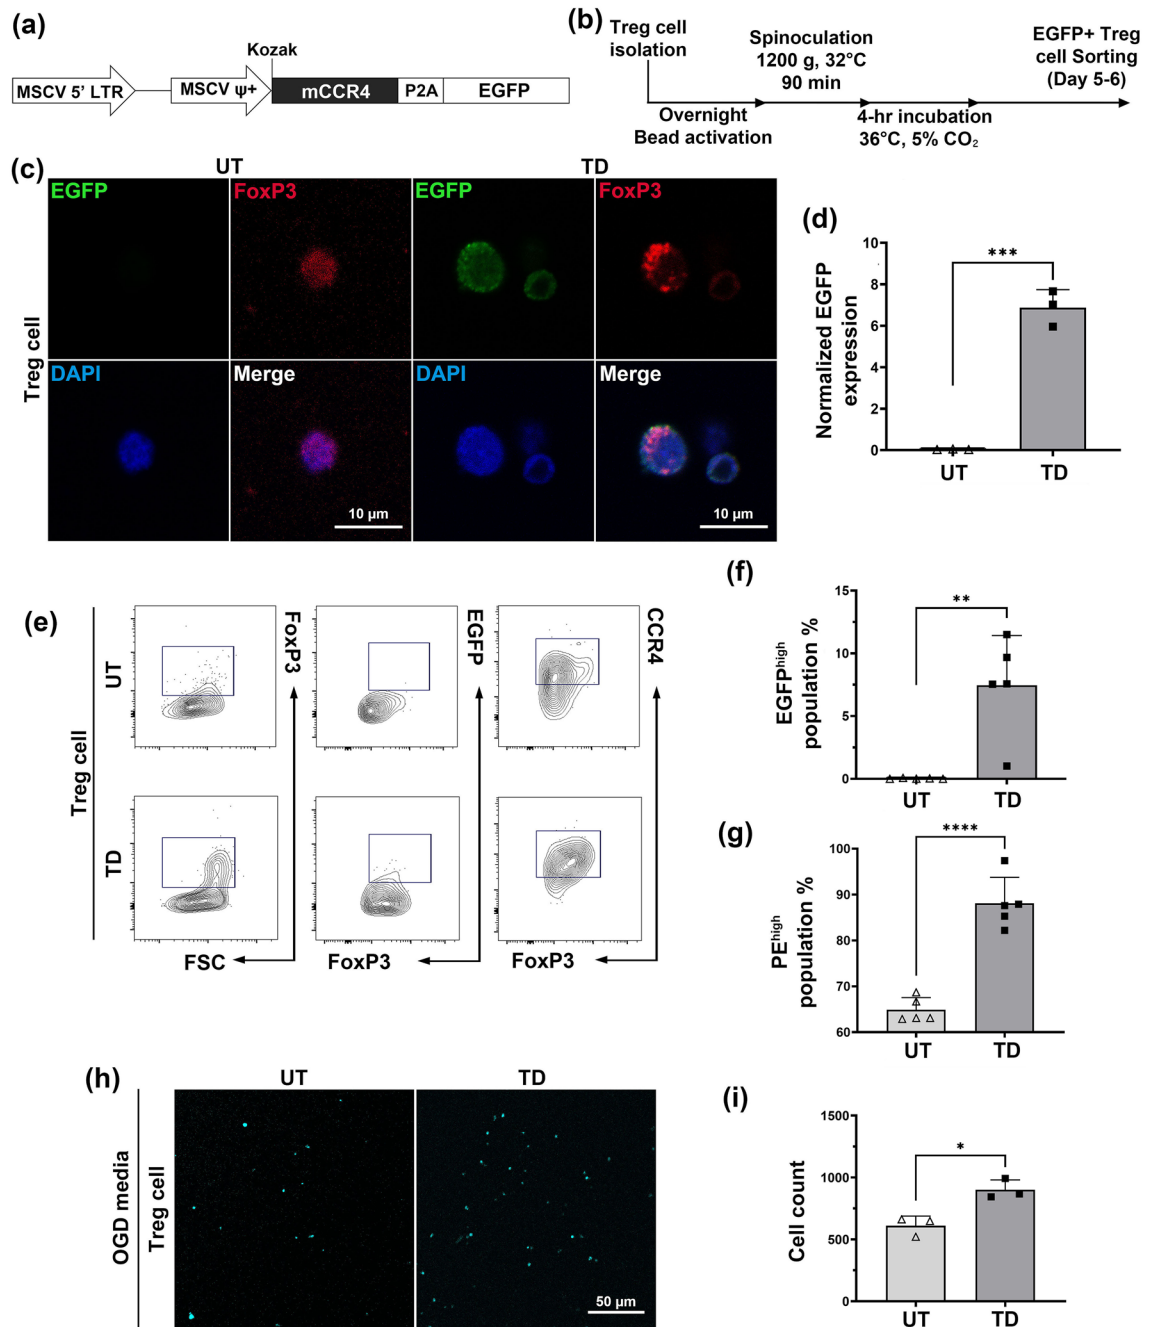 (a)
Kozak
MSCV 5' LTR
MSCV ψ+
mCCR4
P2A
EGFP
(b)
Treg cell
isolation
Spinoculation
1200 g, 32°C
90 min
EGFP+ Treg
cell Sorting
(Day 5-6)
Overnight
Bead activation
4-hr incubation
36°C, 5% CO₂
(c)
UT
TD
Treg cell
EGFP
FoxP3
EGFP
FoxP3
DAPI
Merge
10 μm
DAPI
Merge
10 μm
(d)
Normalized EGFP
expression
10
8
6
4
2
0
***
UT
TD
(e)
Treg cell
UT
TD
FoxP3
EGFP
CCR4
FSC
FoxP3
FoxP3
(f)
EGFPhigh
population %
15
10
5
0
**
UT
TD
(g)
PEhigh
population %
100
90
80
70
60
****
UT
TD
(h)
UT
TD
OGD media
Treg cell
50 μm
(i)
Cell count
1500
1000
500
0
*
UT
TD